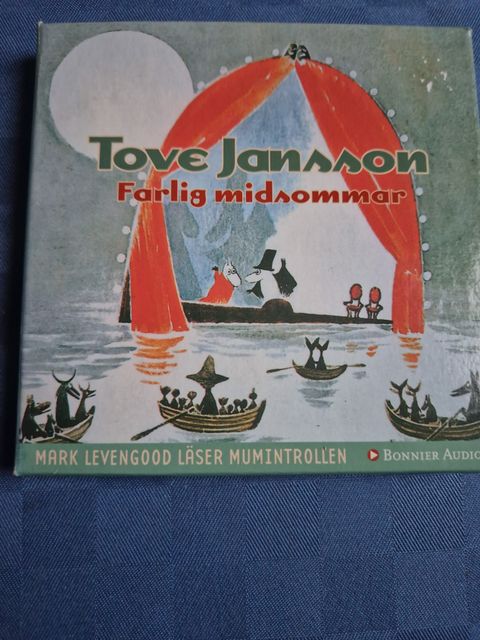 Tove Jansson
Farlig midsommar
MARK LEVENGOOD LÄSER MUMINTROLLEN
BONNIER AUDIO